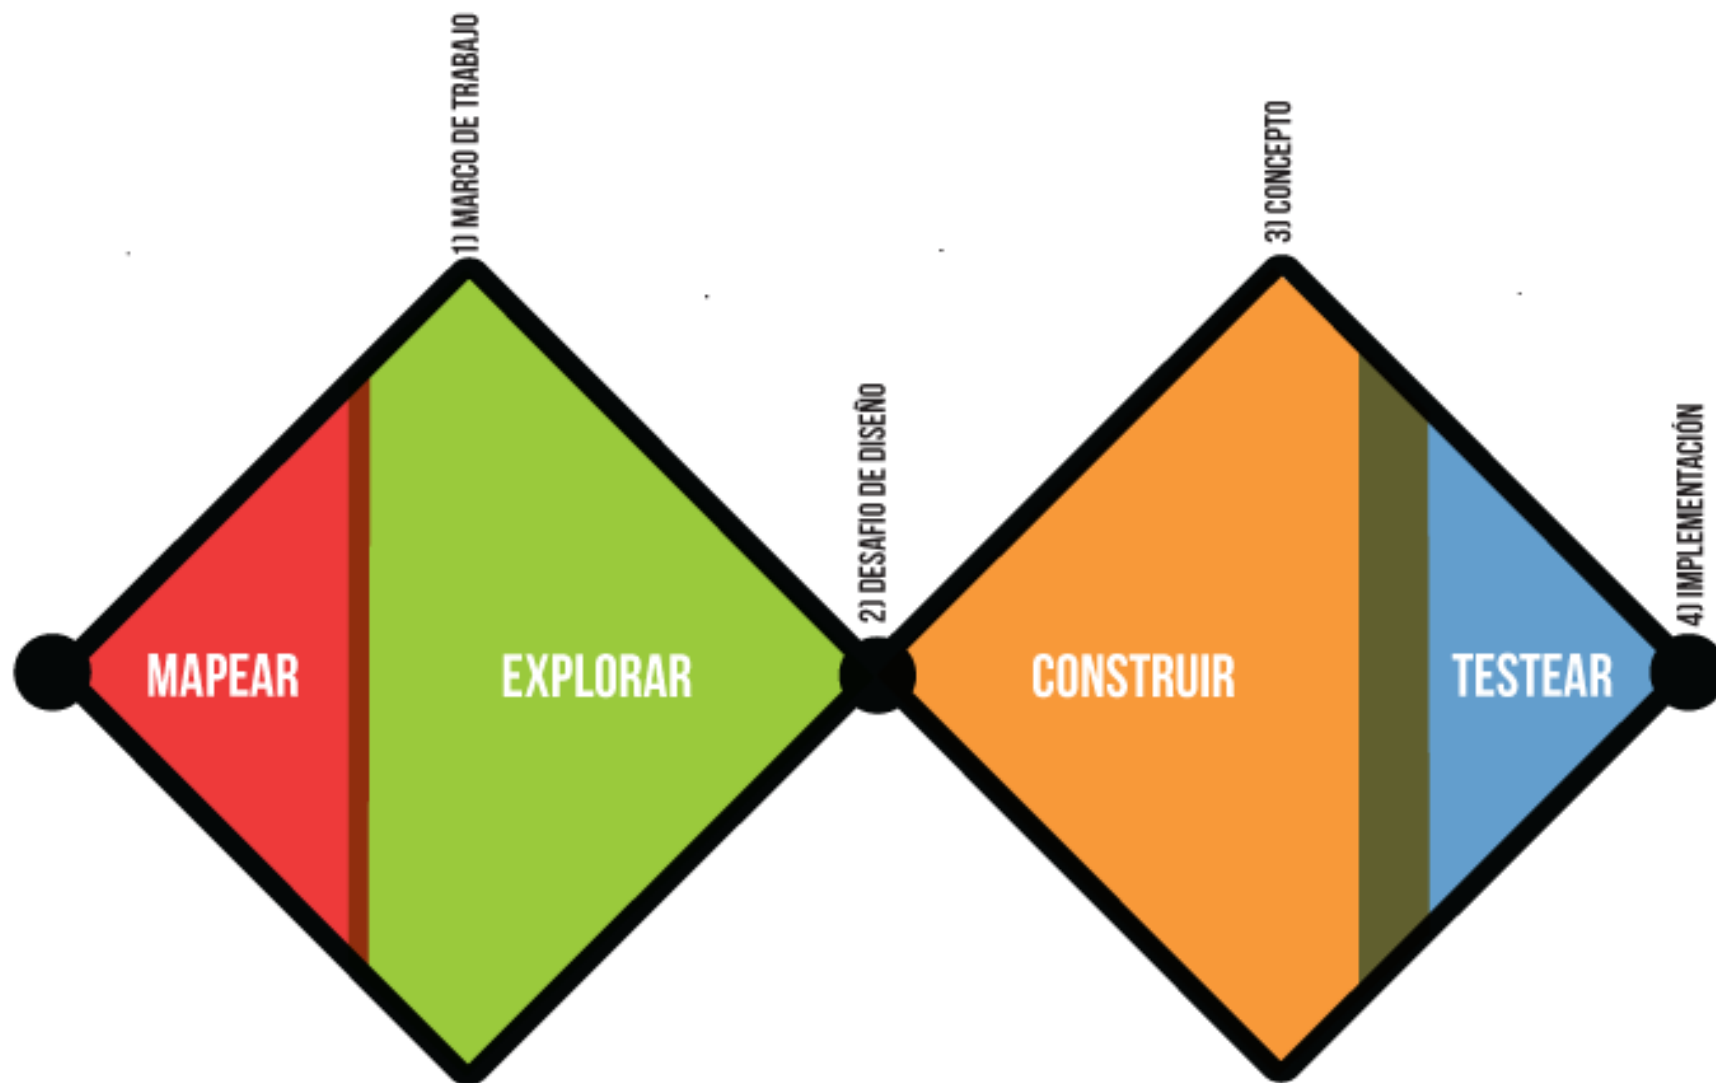 1) MARCO DE TRABAJO
2) DESAFIO DE DISEÑO
3) CONCEPTO
4) IMPLEMENTACIÓN
MAPEAR
EXPLORAR
CONSTRUIR
TESTEAR